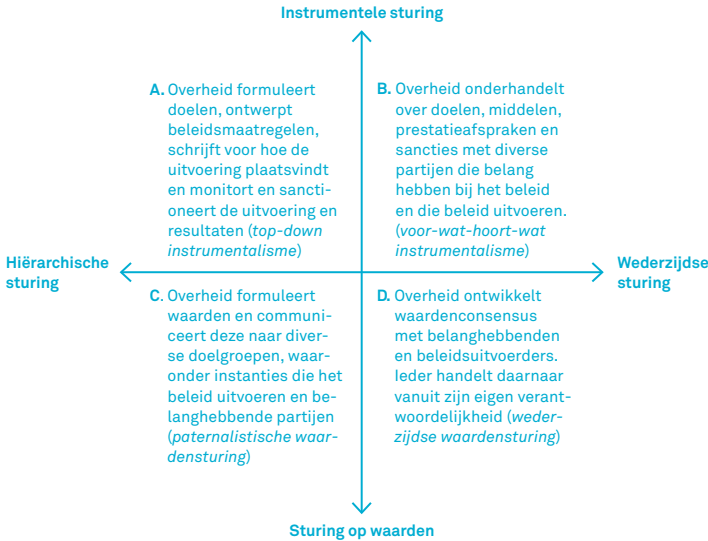 Instrumentele sturing
A. Overheid formuleert
doelen, ontwerpt
beleidsmaatregelen,
schrijft voor hoe de
uitvoering plaatsvindt
en monitort en sancti-
oneert de uitvoering en
resultaten (top-down
instrumentalisme)
B. Overheid onderhandelt
over doelen, middelen,
prestatieafspraken en
sancties met diverse
partijen die belang
hebben bij het beleid
en die beleid uitvoeren.
(voor-wat-hoort-wat
instrumentalisme)
Hiërarchische
sturing
Wederzijdse
sturing
C. Overheid formuleert
waarden en communi-
ceert deze naar diver-
se doelgroepen, waar-
onder instanties die het
beleid uitvoeren en be-
langhebbende partijen
(paternalistische waar-
densturing)
D. Overheid ontwikkelt
waardenconsensus
met belanghebbenden
en beleidsuitvoerders.
Ieder handelt daarnaar
vanuit zijn eigen verant-
woordelijkheid (weder-
zijdse waardensturing)
Sturing op waarden